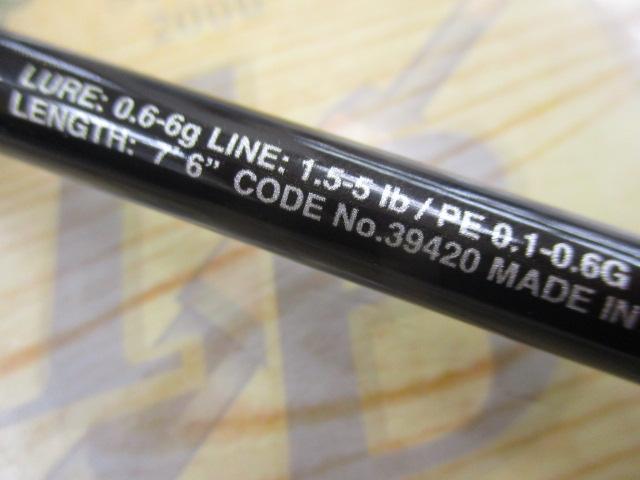 LURE: 0.6-6g LINE: 1.5-5 lb / PE 0.1-0.6G
LENGTH: 7' 6" CODE No.39420 MADE IN